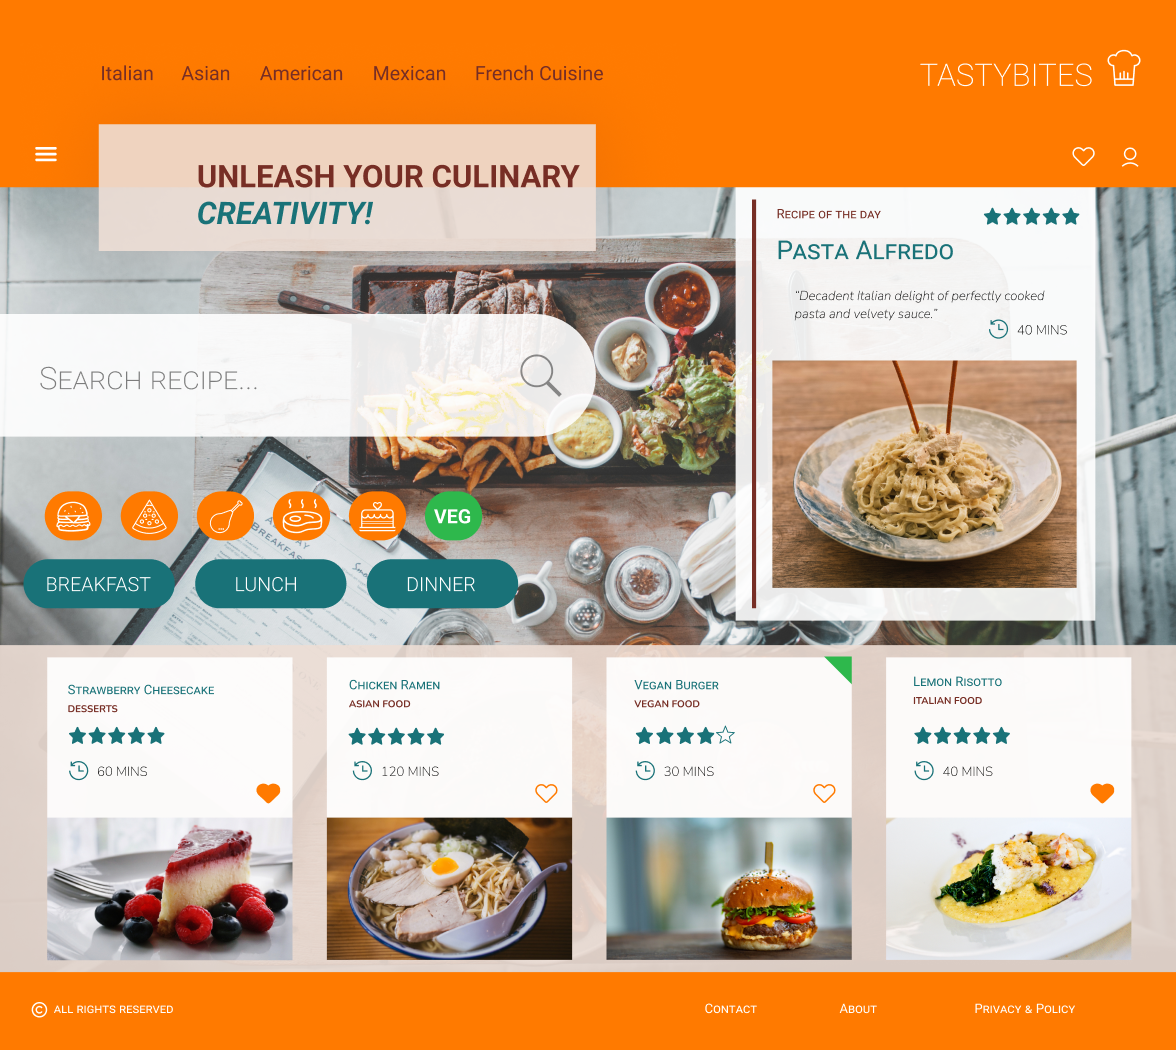 Italian Asian American Mexican French Cuisine
TASTYBITES
UNLEASH YOUR CULINARY
CREATIVITY!
RECIPE OF THE DAY
PASTA ALFREDO
“Decadent Italian delight of perfectly cooked
pasta and velvety sauce.”
40 MINS
SEARCH RECIPE...
VEG
BREAKFAST LUNCH DINNER
STRAWBERRY CHEESECAKE
DESSERTS
60 MINS
CHICKEN RAMEN
ASIAN FOOD
120 MINS
VEGAN BURGER
VEGAN FOOD
30 MINS
LEMON RISOTTO
ITALIAN FOOD
40 MINS
© ALL RIGHTS RESERVED
CONTACT ABOUT PRIVACY & POLICY